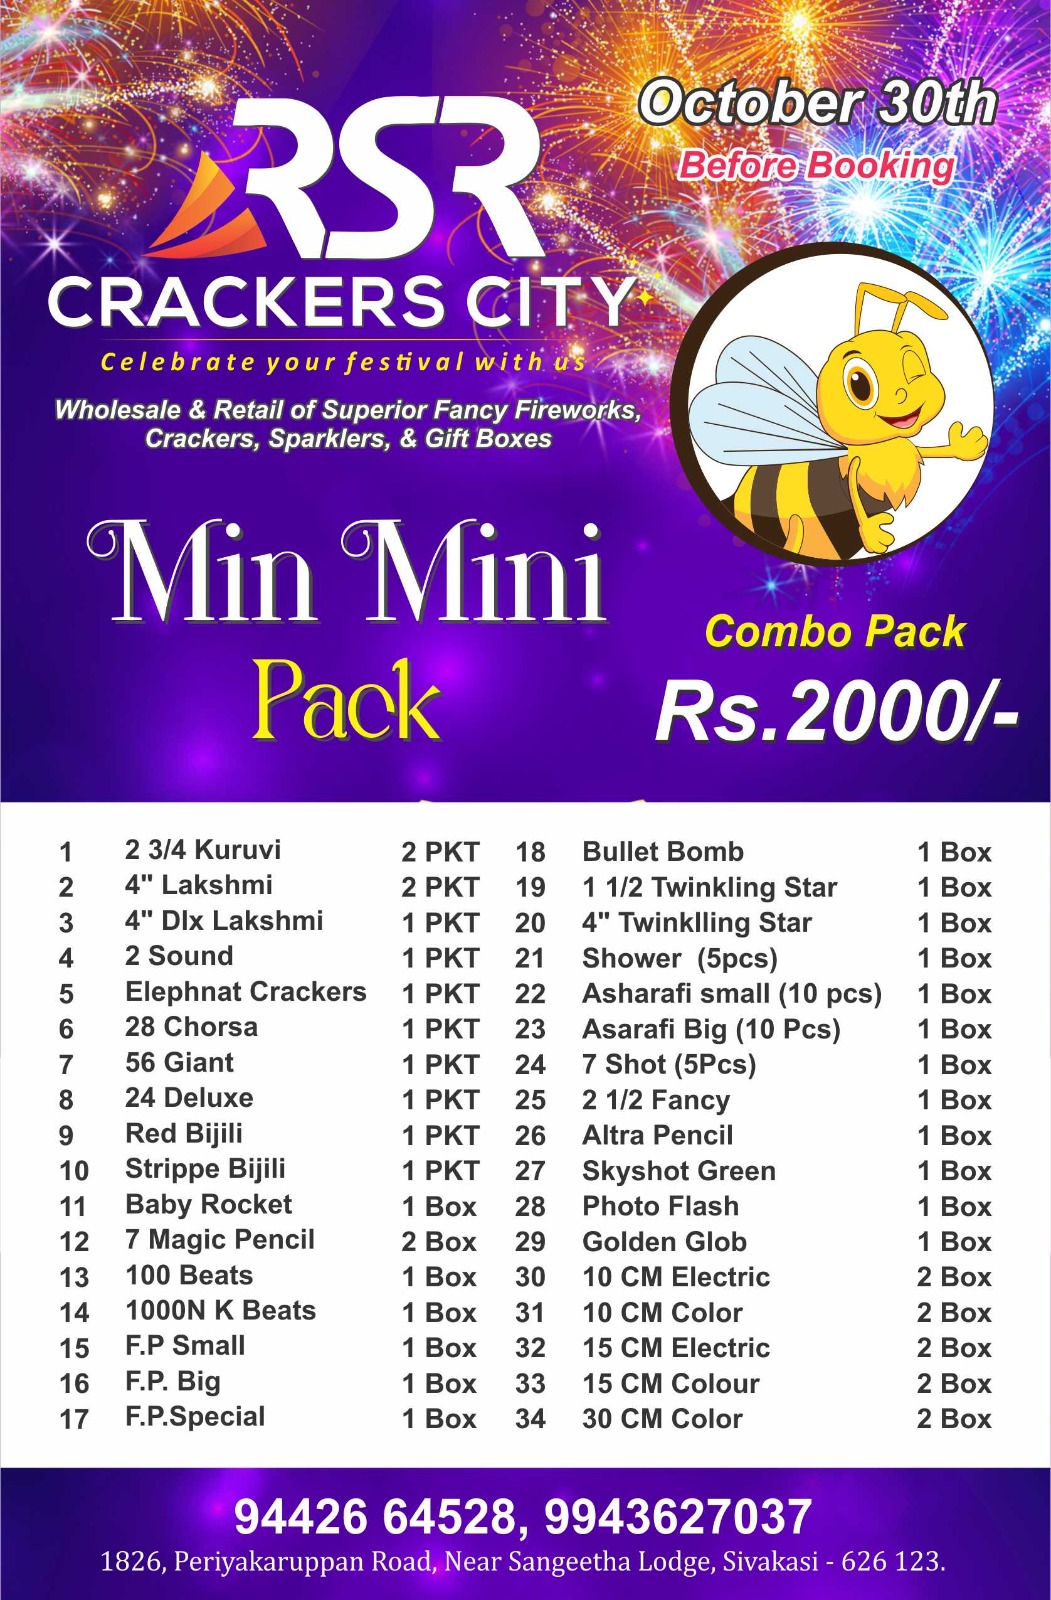 RSR
CRACKERS CITY
Celebrate your festival with us
Wholesale & Retail of Superior Fancy Fireworks,
Crackers, Sparklers, & Gift Boxes
October 30th
Before Booking
Min Mini
Pack
Combo Pack
Rs.2000/-
1 2 3/4 Kuruvi 2 PKT
2 4" Lakshmi 2 PKT
3 4" Dlx Lakshmi 1 PKT
4 2 Sound 1 PKT
5 Elephnat Crackers 1 PKT
6 28 Chorsa 1 PKT
7 56 Giant 1 PKT
8 24 Deluxe 1 PKT
9 Red Bijili 1 PKT
10 Strippe Bijili 1 PKT
11 Baby Rocket 1 Box
12 7 Magic Pencil 2 Box
13 100 Beats 1 Box
14 1000N K Beats 1 Box
15 F.P Small 1 Box
16 F.P. Big 1 Box
17 F.P.Special 1 Box
18 Bullet Bomb 1 Box
19 1 1/2 Twinkling Star 1 Box
20 4" Twinklling Star 1 Box
21 Shower (5pcs) 1 Box
22 Asharafi small (10 pcs) 1 Box
23 Asarafi Big (10 Pcs) 1 Box
24 7 Shot (5Pcs) 1 Box
25 2 1/2 Fancy 1 Box
26 Altra Pencil 1 Box
27 Skyshot Green 1 Box
28 Photo Flash 1 Box
29 Golden Glob 1 Box
30 10 CM Electric 2 Box
31 10 CM Color 2 Box
32 15 CM Electric 2 Box
33 15 CM Colour 2 Box
34 30 CM Color 2 Box
94426 64528, 9943627037
1826, Periyakaruppan Road, Near Sangeetha Lodge, Sivakasi - 626 123.